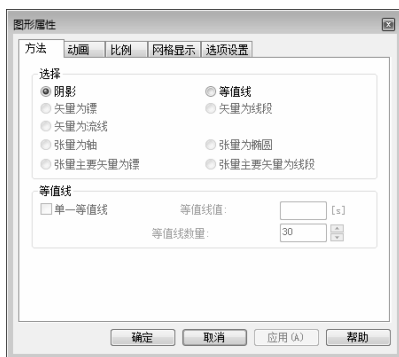 图形属性
方法 动画 比例 网格显示 选项设置
选择
阴影 等值线
矢量为镖 矢量为线段
矢量为流线
张量为轴 张量为椭圆
张量主要矢量为镖 张量主要矢量为线段
等值线
单一等值线 等值线值: [s]
等值线数量: 30
确定 取消 应用(A) 帮助